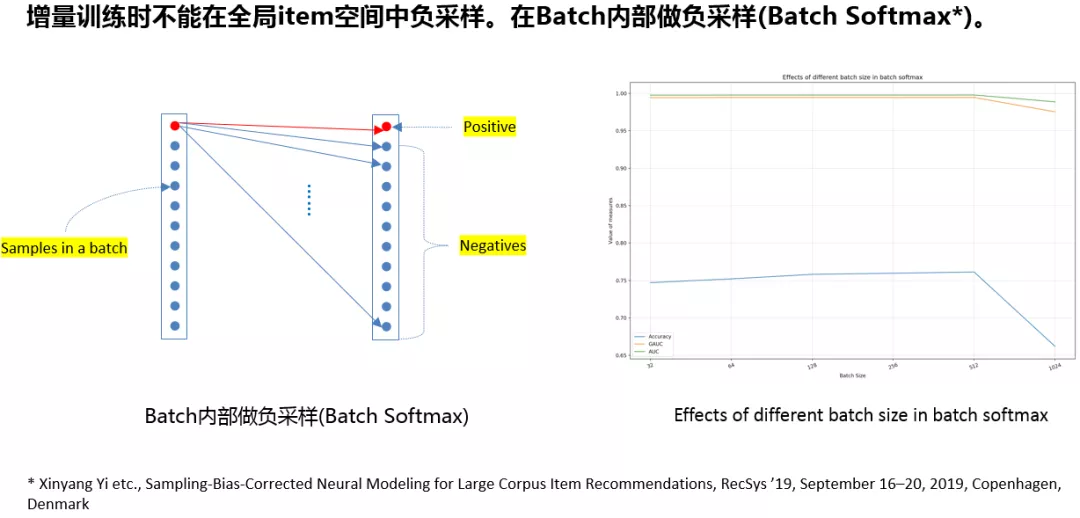 增量训练时不能在全局item空间中负采样。在Batch内部做负采样(Batch Softmax*)。
Positive
Samples in a batch
Negatives
Batch内部做负采样(Batch Softmax)
Effects of different batch size in batch softmax
1.00
0.95
0.90
0.85
0.80
0.75
0.70
0.65
Value of measures
Accuracy
GAUC
AUC
32
64
128
256
512
1024
Batch Size
Effects of different batch size in batch softmax
* Xinyang Yi etc., Sampling-Bias-Corrected Neural Modeling for Large Corpus Item Recommendations, RecSys ’19, September 16–20, 2019, Copenhagen,
Denmark